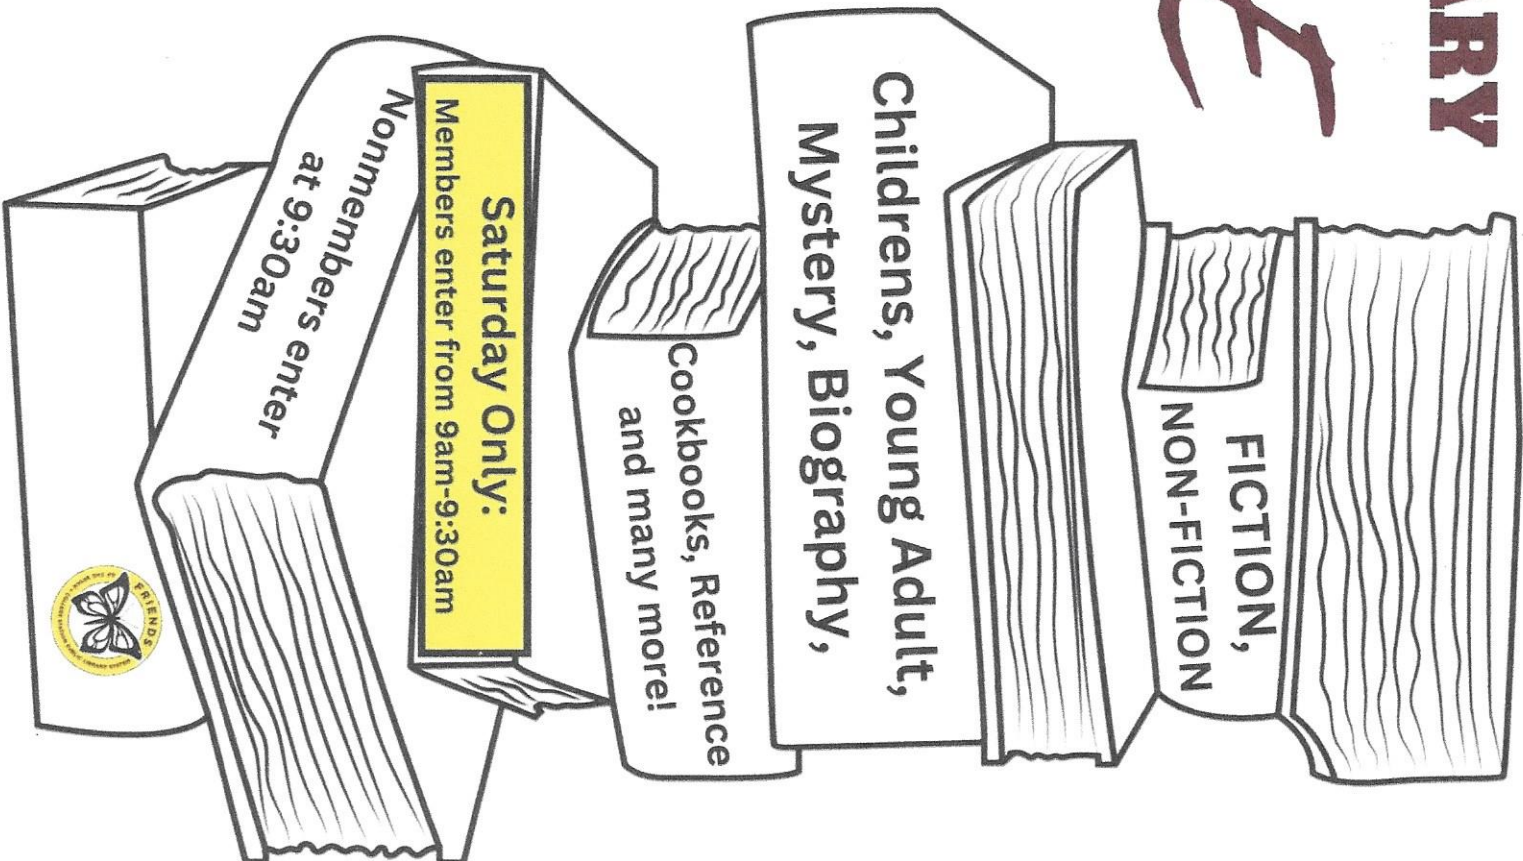 ARY
E
FICTION,
NON-FICTION
Childrens, Young Adult,
Mystery, Biography,
Cookbooks, Reference
and many more!
Saturday Only:
Members enter from 9am-9:30am
Nonmembers enter
at 9:30am
FRIENDS